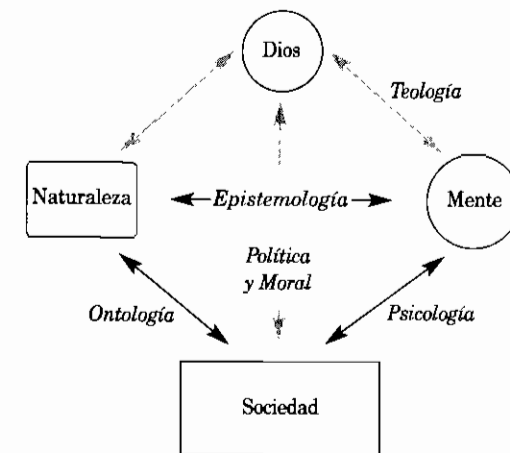 Dios
Teología
Naturaleza
Epistemología
Mente
Política
y Moral
Ontología
Psicología
Sociedad